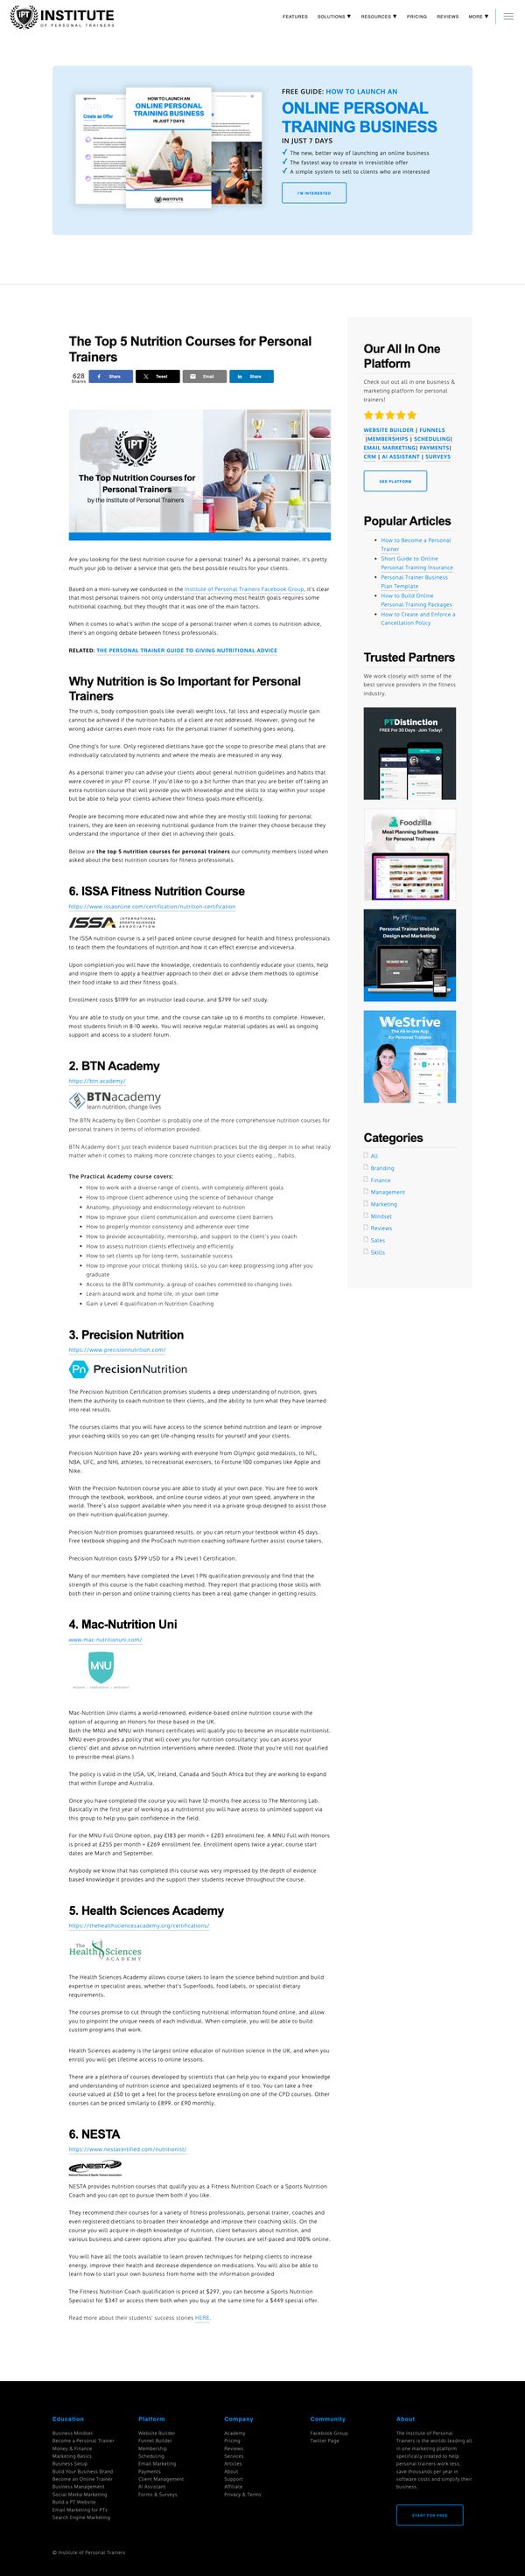 IPT INSTITUTE
OF PERSONAL TRAINERS
FEATURES SOLUTIONS ▼ RESOURCES ▼ PRICING REVIEWS MORE ▼
HOW TO LAUNCH AN
ONLINE PERSONAL
TRAINING BUSINESS
IN JUST 7 DAYS
Create an Offer
INSTITUTE
FREE GUIDE: HOW TO LAUNCH AN
ONLINE PERSONAL
TRAINING BUSINESS
IN JUST 7 DAYS
✓ The new, better way of launching an online business
✓ The fastest way to create in irresistible offer
✓ A simple system to sell to clients who are interested
I'M INTERESTED
The Top 5 Nutrition Courses for Personal
Trainers
628
Shares
Share
Tweet
Email
Share
IPT
The Top Nutrition Courses for
Personal Trainers
by the Institute of Personal Trainers
Are you looking for the best nutrition course for a personal trainer? As a personal trainer, it's pretty
much your job to deliver a service that gets the best possible results for your clients.
Based on a mini-survey we conducted in the Institute of Personal Trainers Facebook Group, it's clear
that most personal trainers truly understand that achieving most health goals requires some
nutritional coaching, be it minimal or an extensive intervention.
When it comes to what's within the confines of a personal trainer when it comes to nutrition advice,
there's an ongoing debate between fitness professionals.
RELATED: THE PERSONAL TRAINER GUIDE TO GIVING NUTRITIONAL ADVICE
Why Nutrition is So Important for Personal
Trainers
The truth is, body composition goals like overall weight loss, fat loss and especially muscle gain
cannot be achieved if the nutrition habits of a client are not addressed. However, giving out he
wrong advice carries even more risks for the personal trainer if something goes wrong.
One thing's for sure. Only registered dietitians have got the scope to prescribe meal plans that are
individually catered to your PT clients and where the meals are measured in any way.
As a personal trainer you can advise your clients about general nutrition guidelines and habits that
were covered in your PT course. If you'd like to go a bit further than that you are better off taking an
extra nutrition course that will provide you with knowledge and the skills to stay within your scope
but be able to help your clients achieve their fitness goals more efficiently.
People are becoming more educated now and while they are mostly still looking for personal
trainers, they are keen on receiving nutritional guidance from the trainer they choose because they
understand the importance of their diet in achieving their goals.
Below are the top 5 nutrition courses for personal trainers our community members listed when
asked about the best nutrition courses for fitness professionals.
6. ISSA Fitness Nutrition Course
https://www.issaonline.com/certification/nutrition-certification
ISSA INTERNATIONAL
SPORTS SCIENCES
ASSOCIATION
The ISSA nutrition course is a self-paced online course designed for health and fitness professionals
to teach them the foundations of nutrition and how it can affect exercise and viceversa.
Upon completion you will have the knowledge, credentials to confidently educate your clients, help
and inspire them to apply a healthier approach to their diet or advise them methods to optimise
their food intake to aid their fitness goals.
Enrollment costs $1199 for an instructor lead course, and $799 for self study.
You are able to study on your time, and the course can take up to 6 months to complete. However,
most students finish in 8-10 weeks. You will receive regular material updates as well as ongoing
support and access to a student forum.
2. BTN Academy
https://btn.academy/
BTNacademy
learn nutrition, change lives
The BTN Academy by Ben Coomber is probably one of the more comprehensive nutrition courses for
personal trainers in terms of information provided.
BTN Academy don't just teach evidence based nutrition practices but the dig deeper in to what really
matter when it comes to making more concrete changes to your clients eating... habits.
The Practical Academy course covers:
• How to work with a diverse range of clients, with completely different goals
• How to improve client adherence using the science of behaviour change
• Anatomy, physiology and endocrinology relevant to nutrition
• How to improve your client communication and welcome client barriers
• How to properly monitor consistency and adherence over time
• How to provide accountability, mentorship, and support to the client's you coach
• How to assess nutrition clients effectively and efficiently
• How to set clients up for long-term, sustainable success
• How to improve your critical thinking skills, so you can keep progressing long after you
graduate
• Access to the BTN community, a group of coaches committed to changing lives
• Learn around work and home life, in your own time
• Gain a Level 4 qualification in Nutrition Coaching
3. Precision Nutrition
https://www.precisionnutrition.com/
Pn PrecisionNutrition
The Precision Nutrition Certification promises students a deep understanding of nutrition, gives
them the authority to coach nutrition to their clients, and the ability to turn what they have learned
into real results.
The courses claims that you will have access to the science behind nutrition and learn or improve
your coaching skills so you can get life-changing results for yourself and your clients.
Precision Nutrition have 20+ years working with everyone from Olympic gold medalists, to NFL,
NBA, UFC, and NHL athletes, to recreational exercisers, to Fortune 100 companies like Apple and
Nike.
With the Precision Nutrition course you are able to study at your own pace. You are free to work
through the textbook, workbook, and online course videos at your own speed, anywhere in the
world. There's also support available when you need it via a private group designed to assist those
on their nutrition qualification journey.
Precision Nutrition promises guaranteed results, or you can return your textbook within 45 days.
Free textbook shipping and the ProCoach nutrition coaching software further assist course takers.
Precision Nutrition costs $799 USD for a PN Level 1 Certification.
Many of our members have completed the Level 1 PN qualification previously and find that the
strength of this course is the habit coaching method. They report that practicing those skills with
both their in-person and online training clients has been a real game changer in getting results.
4. Mac-Nutrition Uni
www.mac-nutritionuni.com/
MNU
Mac-Nutrition Univ claims a world-renowned, evidence-based online nutrition course with the
option of acquiring an Honors for those based in the UK.
Both the MNU and MNU with Honors certificates will qualify you to become an insurable nutritionist.
MNU even provides a policy that will cover you for nutrition consultancy: you can assess your
clients' diet and advise on nutrition interventions where needed. (Note that you're still not qualified
to prescribe meal plans.)
The policy is valid in the USA, UK, Ireland, Canada and South Africa but they are working to expand
that within Europe and Australia.
Once you have completed the course you will have 12-months free access to The Mentoring Lab.
Basically in the first year of working as a nutritionist you will have access to unlimited support via
this group to help you gain confidence in the field.
For the MNU Full Online option, pay £183 per month + £203 enrollment fee. A MNU Full with Honors
is priced at £255 per month + £269 enrollment fee. Enrollment opens twice a year, course start
dates are March and September.
Anybody we know that has completed this course was very impressed by the depth of evidence
based knowledge it provides and the support their students receive throughout the course.
5. Health Sciences Academy
https://thehealthsciencesacademy.org/certifications/
The Health Sciences
ACADEMY
The Health Sciences Academy allows course takers to learn the science behind nutrition and build
expertise in specialist areas, whether that's Superfoods, food labels, or specialist dietary
requirements.
The courses promise to cut through the conflicting nutritional information found online; and allow
you to pinpoint the unique needs of each individual. When complete, you will be able to build
custom programs that work.
Health Sciences academy is the largest online educator of nutrition science in the UK, and when you
enroll you will get lifetime access to online lessons.
There are a plethora of courses developed by scientists that can help you to expand your knowledge
and understanding of nutrition science and specialized segments of it too. You can take a free
course valued at £50 to get a feel for the process before enrolling on one of the CPD courses. Other
courses can be priced similarly to £899, or £90 monthly.
6. NESTA
https://www.nestacertified.com/nutritionist/
NESTA
NESTA provides nutrition courses that qualify you as a Fitness Nutrition Coach or a Sports Nutrition
Coach and you can opt to pursue them both if you like.
They recommend their courses for a variety of fitness professionals, personal trainer, coaches and
even registered dietitians to broaden their knowledge and improve their coaching skills. On the
course you will acquire in-depth knowledge of nutrition, client behaviors about nutrition, and
various business and career options after you qualified. The courses are self-paced and 100% online.
You will have all the tools available to learn proven techniques for helping clients to increase
energy, improve their health and decrease dependence on medications. You will also be able to
learn how to start your own business from home with the information provided
The Fitness Nutrition Coach qualification is priced at $297, you can become a Sports Nutrition
Specialist for $347 or access them both when you buy at the same time for a $449 special offer.
Read more about their students' success stories HERE.
Our All In One
Platform
Check out out all in one business &
marketing platform for personal
trainers!
WEBSITE BUILDER | FUNNELS
|MEMBERSHIPS | SCHEDULING|
EMAIL MARKETING| PAYMENTS|
CRM | AI ASSISTANT | SURVEYS
SEE PLATFORM
Popular Articles
• How to Become a Personal
Trainer
• Short Guide to Online
Personal Training Insurance
• Personal Trainer Business
Plan Template
• How to Build Online
Personal Training Packages
• How to Create and Enforce a
Cancellation Policy
Trusted Partners
We work closely with some of the
best service providers in the fitness
industry.
PTDistinction
FREE For 30 Days - Join Today!
Foodzilla
Meal Planning Software
for Personal Trainers
My PT Website
Personal Trainer Website
Design and Marketing
WeStrive
The All-in-one App
for Personal Trainers
Calendar
Categories
All
Branding
Finance
Management
Marketing
Mindset
Reviews
Sales
Skills
Education
Business Mindset
Become a Personal Trainer
Money & Finance
Marketing Basics
Business Setup
Build Your Business Brand
Become an Online Trainer
Business Management
Social Media Marketing
Build a PT Website
Email Marketing for PTs
Search Engine Marketing
Platform
Website Builder
Funnel Builder
Membership
Scheduling
Email Marketing
Payments
Client Management
AI Assistant
Forms & Surveys
Company
Academy
Pricing
Reviews
Services
Articles
About
Support
Affiliate
Privacy & Terms
Community
Facebook Group
Twitter Page
About
The Institute of Personal
Trainers is the worlds leading all
in one marketing platform
specifically created to help
personal trainers work less,
save thousands per year in
software costs and simplify their
business.
START FOR FREE
© Institute of Personal Trainers